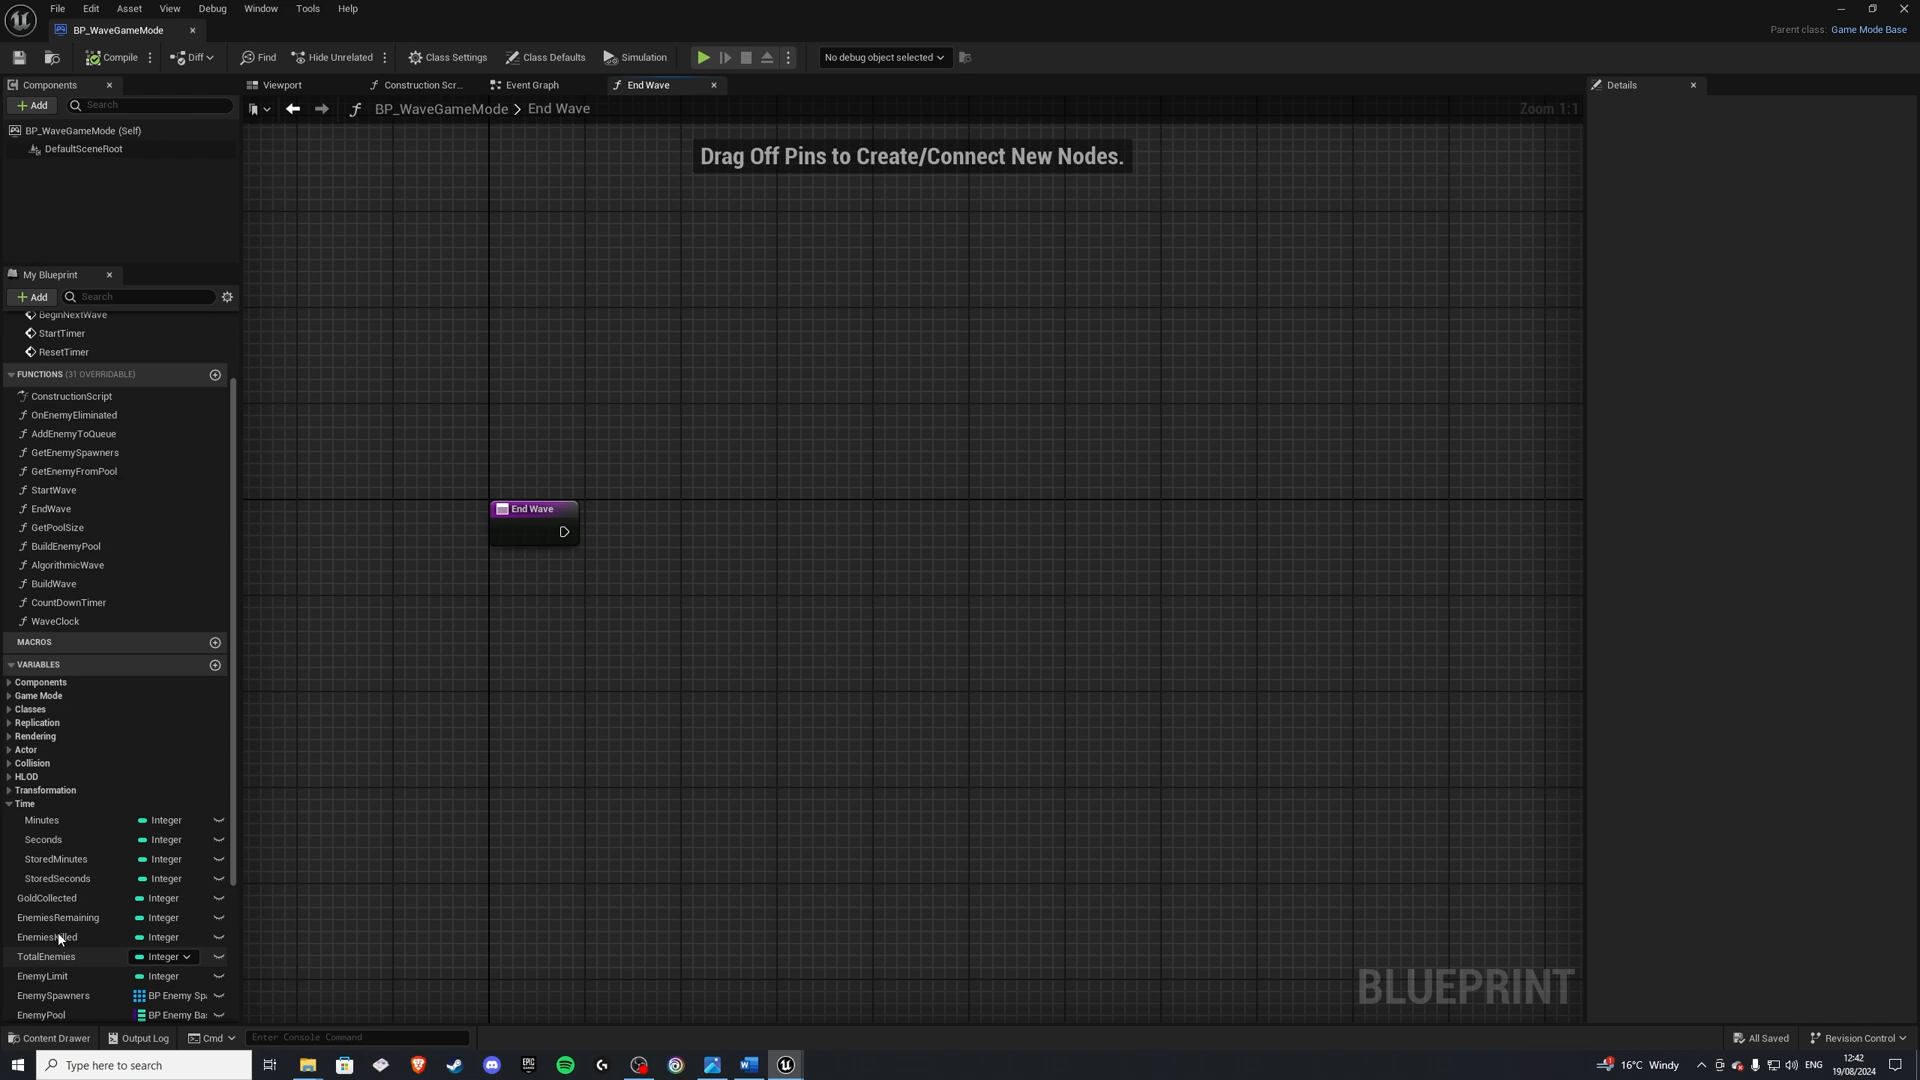 File Edit Asset View Debug Window Tools Help
BP_WaveGameMode
Parent class: Game Mode Base
Compile Diff Find Hide Unrelated Class Settings Class Defaults Simulation No debug object selected
Components
Viewport Construction Scr... Event Graph End Wave
Details
Add Search
BP_WaveGameMode > End Wave
Zoom 1:1
BP_WaveGameMode (Self)
DefaultSceneRoot
Drag Off Pins to Create/Connect New Nodes.
My Blueprint
Add Search
BeginNextWave
StartTimer
ResetTimer
FUNCTIONS (31 OVERRIDABLE)
ConstructionScript
OnEnemyEliminated
AddEnemyToQueue
GetEnemySpawners
GetEnemyFromPool
StartWave
EndWave
GetPoolSize
BuildEnemyPool
AlgorithmicWave
BuildWave
CountDownTimer
WaveClock
End Wave
MACROS
VARIABLES
Components
Game Mode
Classes
Replication
Rendering
Actor
Collision
HLOD
Transformation
Time
Minutes Integer
Seconds Integer
StoredMinutes Integer
StoredSeconds Integer
GoldCollected Integer
EnemiesRemaining Integer
EnemiesKilled Integer
TotalEnemies Integer
EnemyLimit Integer
EnemySpawners BP Enemy Spa
EnemyPool BP Enemy Ba
BLUEPRINT
Content Drawer Output Log Cmd Enter Console Command
All Saved Revision Control
Type here to search
16°C Windy ENG
12:42
19/08/2024